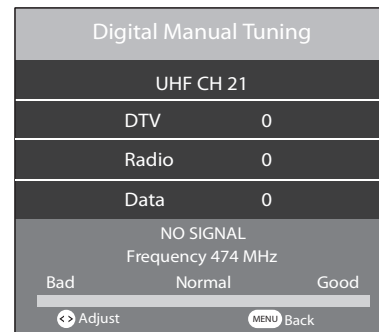 Digital Manual Tuning
UHF CH 21
DTV 0
Radio 0
Data 0
NO SIGNAL
Frequency 474 MHz
Bad Normal Good
Adjust MENU Back